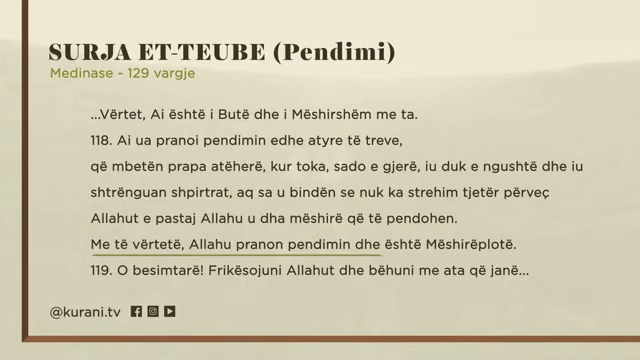 SURJA ET-TEUBE (Pendimi)
Medinase - 129 vargje
...Vërtet, Ai është i Butë dhe i Mëshirshëm me ta.
118. Ai ua pranoi pendimin edhe atyre të treve,
që mbetën prapa atëherë, kur toka, sado e gjerë, iu duk e ngushtë dhe iu
shtrënguan shpirtrat, aq sa u bindën se nuk ka strehim tjetër përveç
Allahut e pastaj Allahu u dha mëshirë që të pendohen.
Me të vërtetë, Allahu pranon pendimin dhe është Mëshirëplotë.
119. O besimtarë! Frikësojuni Allahut dhe bëhuni me ata që janë...
@kurani.tv